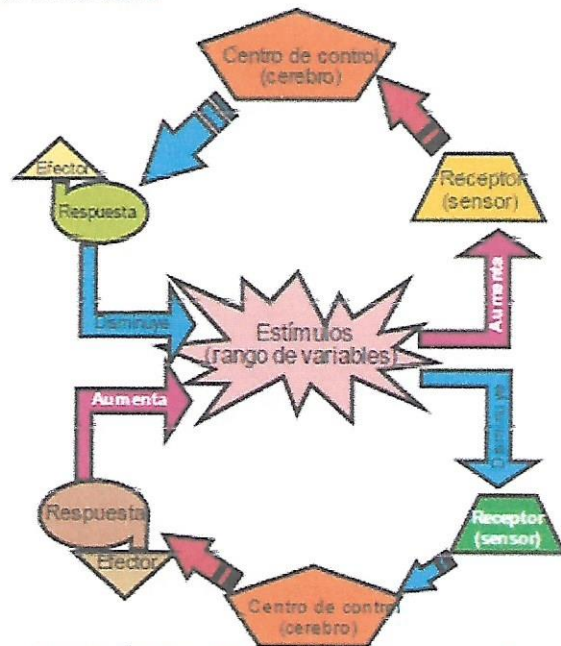 Centro de control
(cerebro)
Efector
Respuesta
Receptor
(sensor)
Disminuye
Aumenta
Estímulos
(rango de variables)
Aumenta
Disminuye
Respuesta
Efector
Receptor
(sensor)
Centro de control
(cerebro)